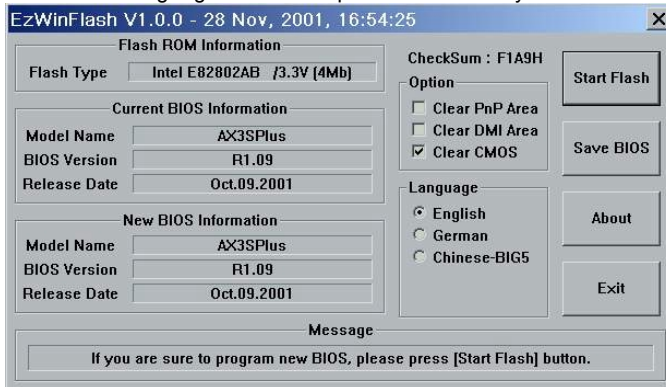 EzWinFlash V1.0.0 - 28 Nov, 2001, 16:54:25
Flash ROM Information
Flash Type Intel E82802AB /3.3V (4Mb)
Current BIOS Information
Model Name AX3SPlus
BIOS Version R1.09
Release Date Oct.09.2001
New BIOS Information
Model Name AX3SPlus
BIOS Version R1.09
Release Date Oct.09.2001
CheckSum : F1A9H
Option
Clear PnP Area
Clear DMI Area
Clear CMOS
Language
English
German
Chinese-BIG5
Start Flash
Save BIOS
About
Exit
Message
If you are sure to program new BIOS, please press [Start Flash] button.